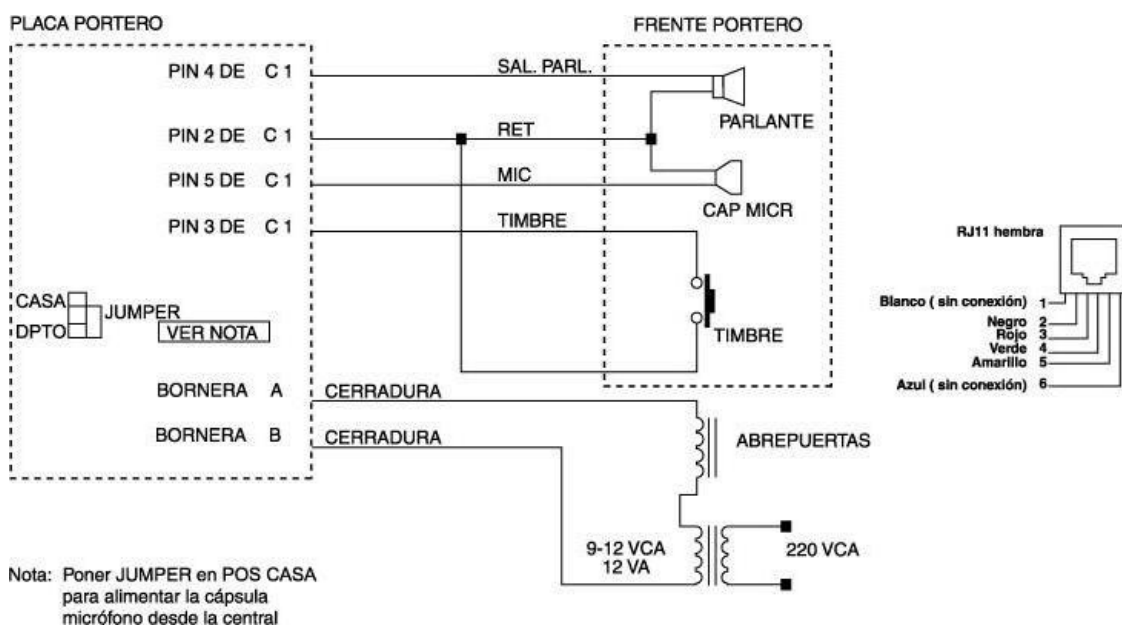 PLACA PORTERO
FRENTE PORTERO
PIN 4 DE C 1
SAL. PARL.
PARLANTE
PIN 2 DE C 1
RET
PIN 5 DE C 1
MIC
CAP MICR
PIN 3 DE C 1
TIMBRE
TIMBRE
CASA
DPTO
JUMPER
VER NOTA
BORNERA A
CERRADURA
BORNERA B
CERRADURA
ABREPUERTAS
9-12 VCA
12 VA
220 VCA
RJ11 hembra
Blanco ( sin conexión) 1
Negro 2
Rojo 3
Verde 4
Amarillo 5
Azul ( sin conexión) 6
Nota: Poner JUMPER en POS CASA
para alimentar la cápsula
micrófono desde la central